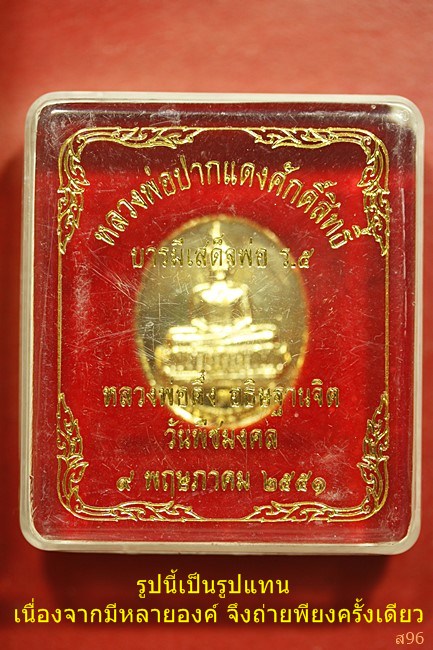 หลวงพ่อปากแดงศักดิ์สิทธิ์
บารมีเสด็จพ่อ ร.๕
หลวงพ่อ อธิษฐานจิต
วันพืชมงคล
๙ พฤษภาคม ๒๕๕๑
รูปนี้เป็นรูปแทน
เนื่องจากมีหลายองค์ จึงถ่ายเพียงครั้งเดียว
ส96